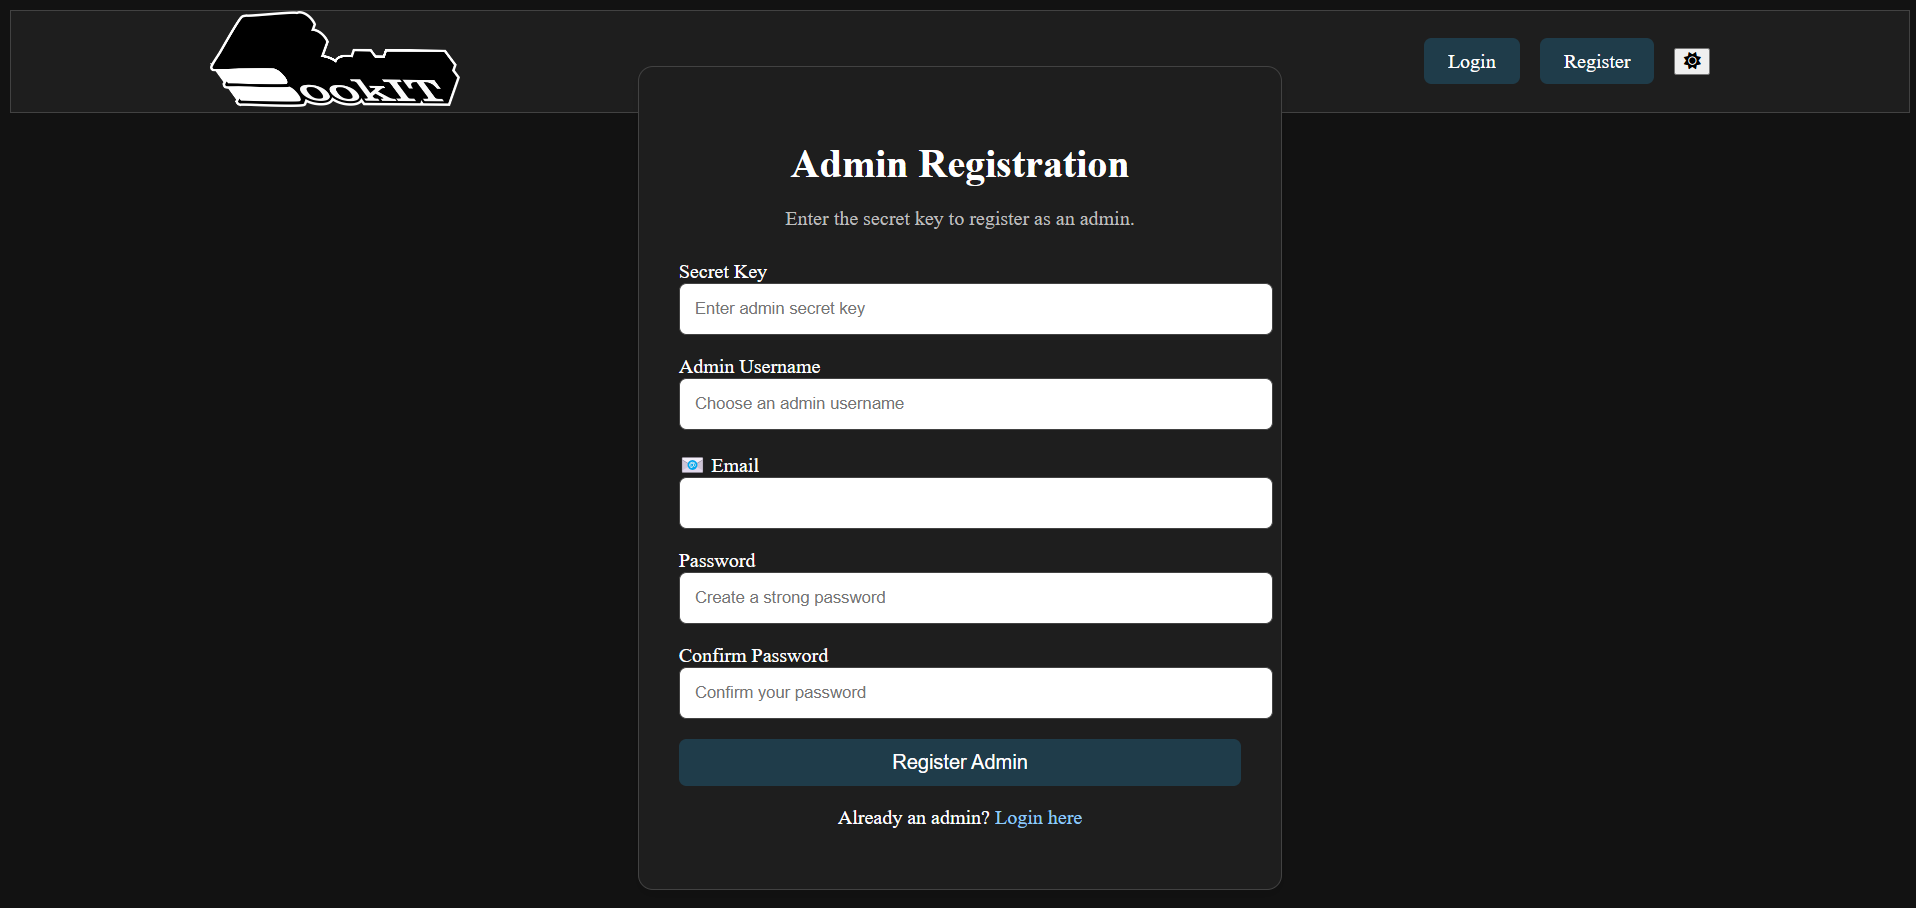 ookIT
Login
Register
Admin Registration
Enter the secret key to register as an admin.
Secret Key
Enter admin secret key
Admin Username
Choose an admin username
📧 Email
Password
Create a strong password
Confirm Password
Confirm your password
Register Admin
Already an admin? Login here